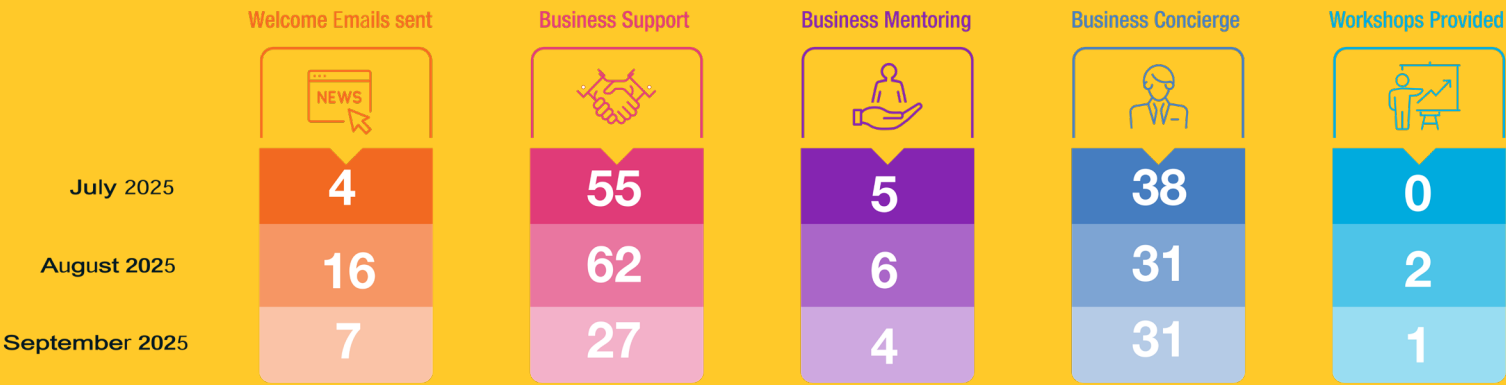 Welcome Emails sent Business Support Business Mentoring Business Concierge Workshops Provided
NEWS
July 2025 4 55 5 38 0
August 2025 16 62 6 31 2
September 2025 7 27 4 31 1